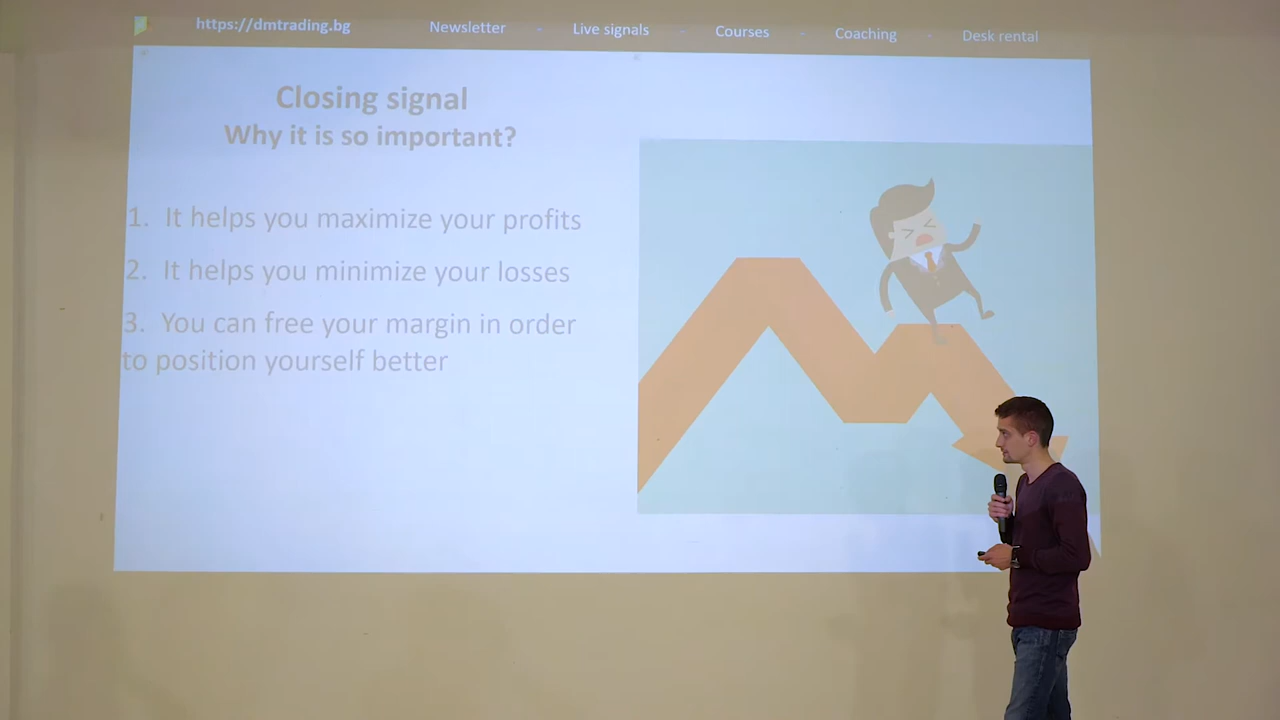 https://dmtrading.bg Newsletter - Live signals - Courses - Coaching - Desk rental
Closing signal
Why it is so important?
1. It helps you maximize your profits
2. It helps you minimize your losses
3. You can free your margin in order
to position yourself better